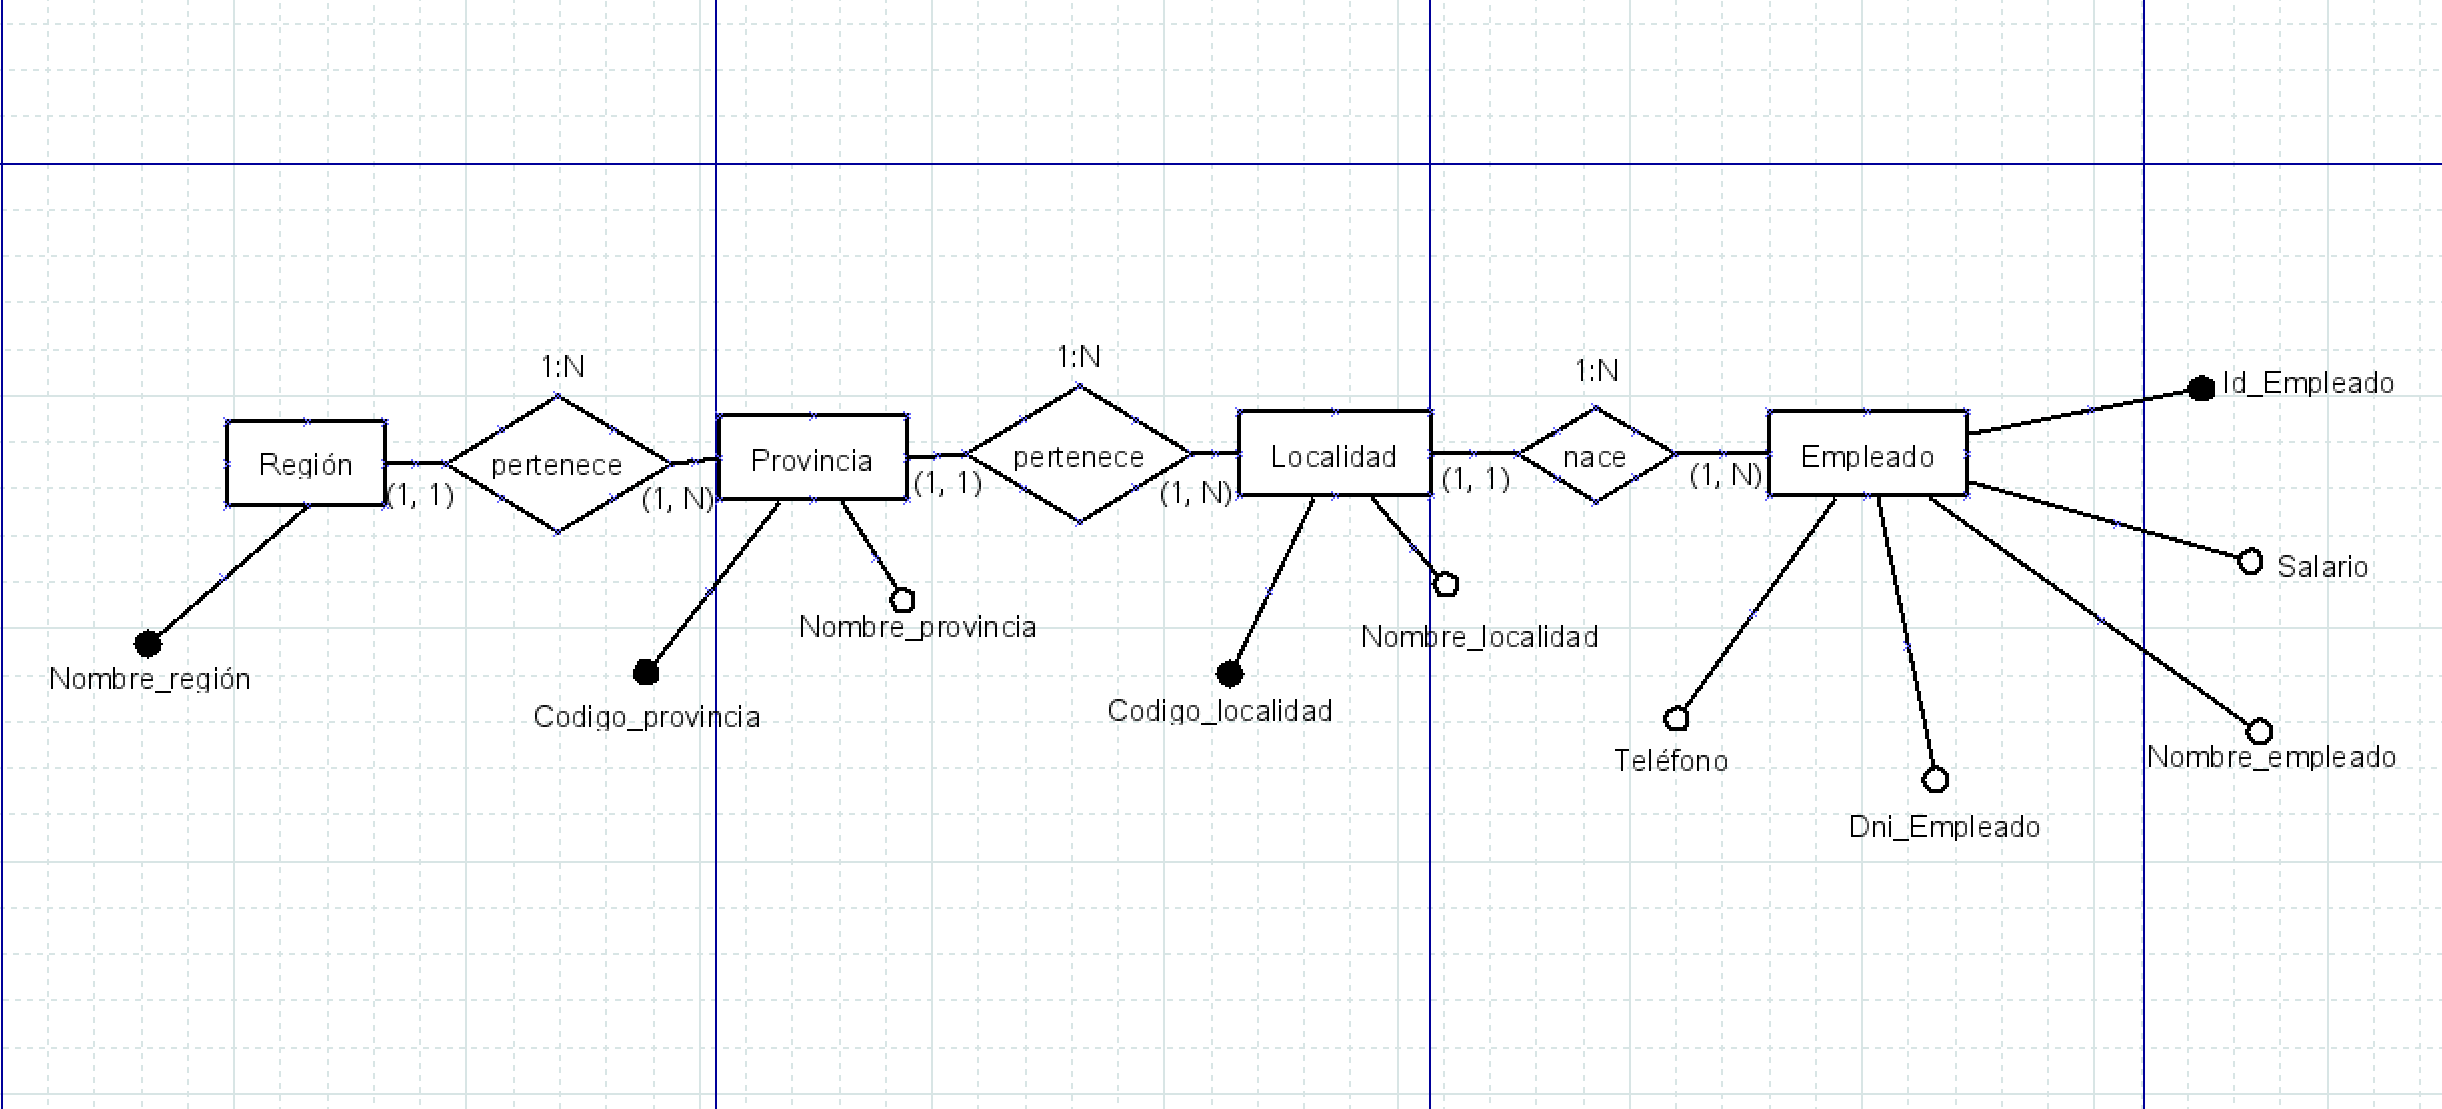 1:N
1:N
1:N
Región
pertenece
Provincia
pertenece
Localidad
nace
Empleado
Id_Empleado
(1, 1)
(1, N)
(1, 1)
(1, N)
(1, 1)
(1, N)
Salario
Nombre_región
Codigo_provincia
Nombre_provincia
Codigo_localidad
Nombre_localidad
Teléfono
Dni_Empleado
Nombre_empleado